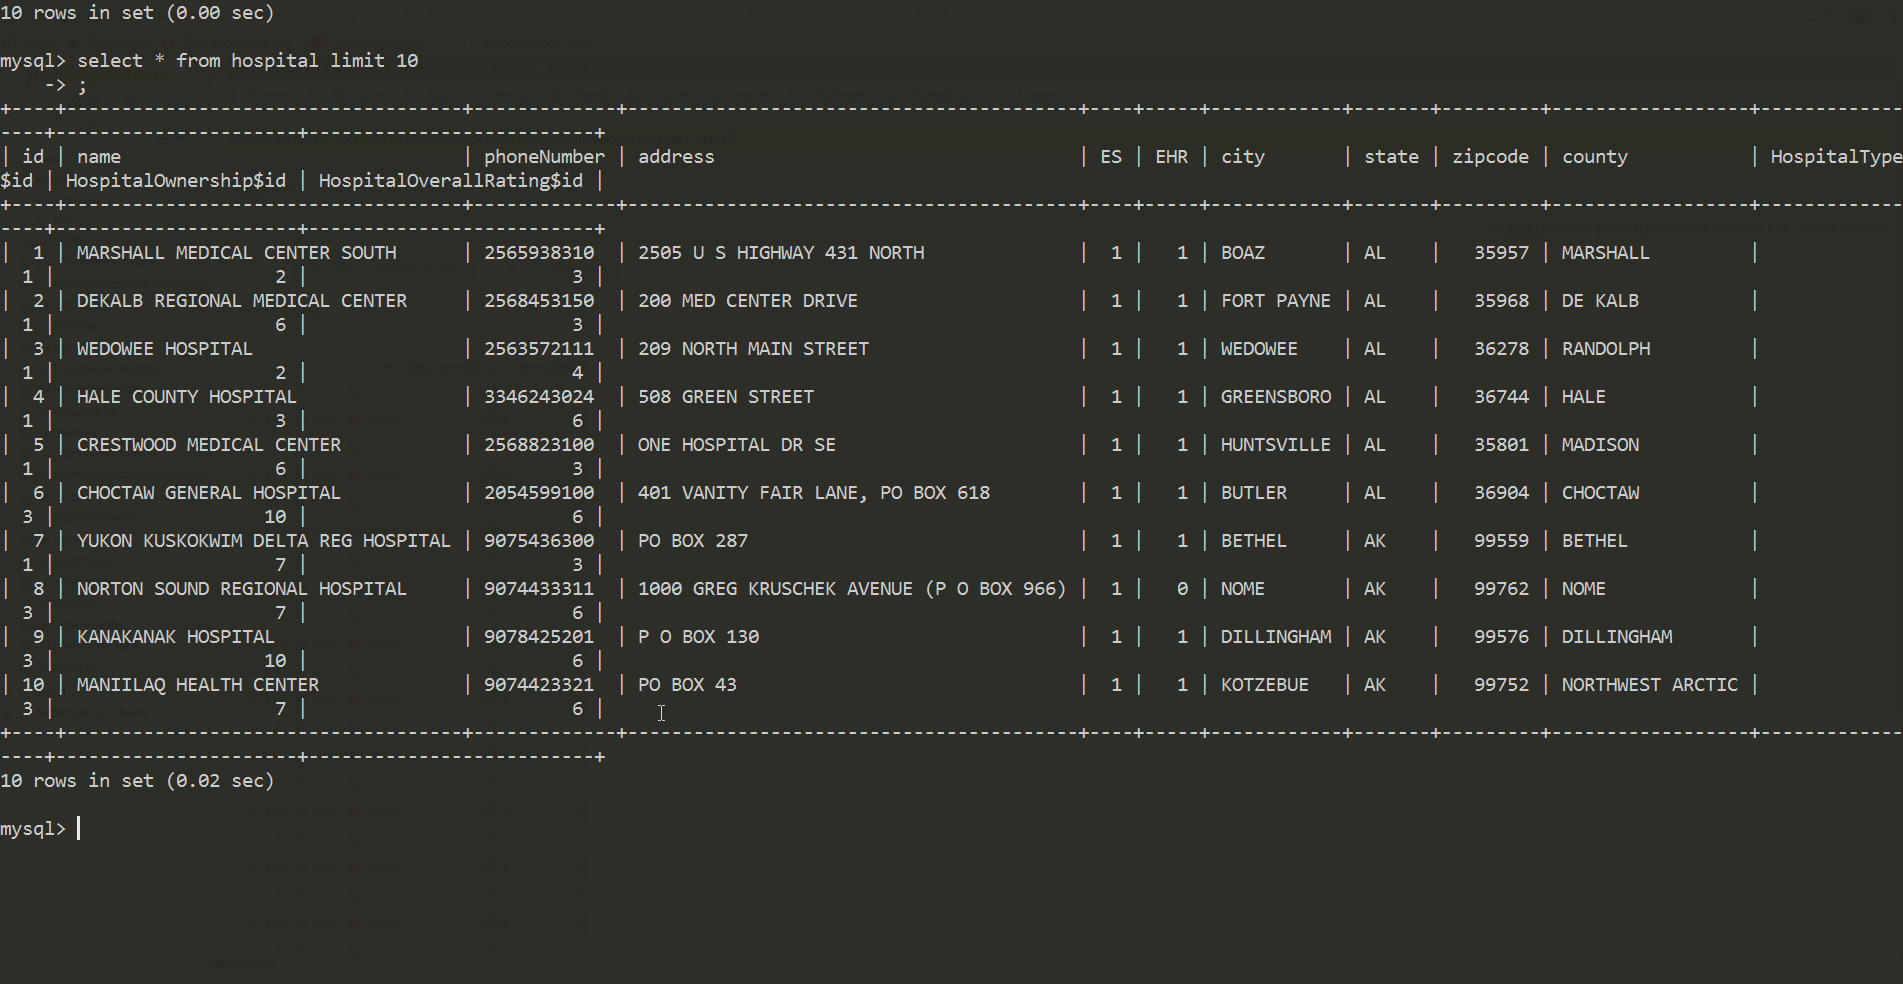 10 rows in set (0.00 sec)
mysql> select * from hospital limit 10
    -> ;
+----+-------------------------------------+-------------+-----------------------------------------+----+-----+------------+-------+---------+------------------+-------------
----+----------------------+--------------------------+
| id | name                                | phoneNumber | address                                 | ES | EHR | city       | state | zipcode | county           | HospitalType
$id | HospitalOwnership$id | HospitalOverallRating$id |
+----+-------------------------------------+-------------+-----------------------------------------+----+-----+------------+-------+---------+------------------+-------------
----+----------------------+--------------------------+
|  1 | MARSHALL MEDICAL CENTER SOUTH       | 2565938310  | 2505 U S HIGHWAY 431 NORTH              |  1 |   1 | BOAZ       | AL    |   35957 | MARSHALL         |
  1 |                    2 |                        3 |
|  2 | DEKALB REGIONAL MEDICAL CENTER      | 2568453150  | 200 MED CENTER DRIVE                    |  1 |   1 | FORT PAYNE | AL    |   35968 | DE KALB          |
  1 |                    6 |                        3 |
|  3 | WEDOWEE HOSPITAL                    | 2563572111  | 209 NORTH MAIN STREET                   |  1 |   1 | WEDOWEE    | AL    |   36278 | RANDOLPH         |
  1 |                    2 |                        4 |
|  4 | HALE COUNTY HOSPITAL                | 3346243024  | 508 GREEN STREET                        |  1 |   1 | GREENSBORO | AL    |   36744 | HALE             |
  1 |                    3 |                        6 |
|  5 | CRESTWOOD MEDICAL CENTER            | 2568823100  | ONE HOSPITAL DR SE                      |  1 |   1 | HUNTSVILLE | AL    |   35801 | MADISON          |
  1 |                    6 |                        3 |
|  6 | CHOCTAW GENERAL HOSPITAL            | 2054599100  | 401 VANITY FAIR LANE, PO BOX 618        |  1 |   1 | BUTLER     | AL    |   36904 | CHOCTAW          |
  3 |                   10 |                        6 |
|  7 | YUKON KUSKOKWIM DELTA REG HOSPITAL  | 9075436300  | PO BOX 287                              |  1 |   1 | BETHEL     | AK    |   99559 | BETHEL           |
  1 |                    7 |                        3 |
|  8 | NORTON SOUND REGIONAL HOSPITAL      | 9074433311  | 1000 GREG KRUSCHEK AVENUE (P O BOX 966) |  1 |   0 | NOME       | AK    |   99762 | NOME             |
  3 |                    7 |                        6 |
|  9 | KANAKANAK HOSPITAL                  | 9078425201  | P O BOX 130                             |  1 |   1 | DILLINGHAM | AK    |   99576 | DILLINGHAM       |
  3 |                   10 |                        6 |
| 10 | MANIILAQ HEALTH CENTER              | 9074423321  | PO BOX 43                               |  1 |   1 | KOTZEBUE   | AK    |   99752 | NORTHWEST ARCTIC |
  3 |                    7 |                        6 |
+----+-------------------------------------+-------------+-----------------------------------------+----+-----+------------+-------+---------+------------------+-------------
----+----------------------+--------------------------+
10 rows in set (0.02 sec)
mysql>